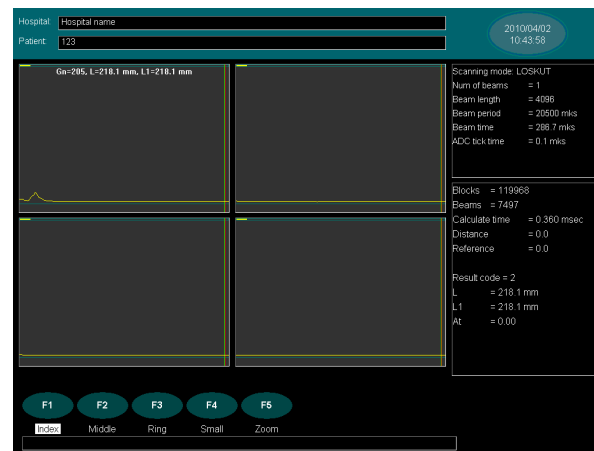 Hospital: Hospital name
2010/04/02
Patient: 123
10:43:58
Gn=205, L=218.1 mm, L1=218.1 mm
Scanning mode: LOSKUT
Num of beams = 1
Beam length = 4096
Beam period = 20500 mks
Beam time = 286.7 mks
ADC tick time = 0.1 mks
Blocks = 119968
Beams = 7497
Calculate time = 0.360 msec
Distance = 0.0
Reference = 0.0
Result code = 2
L = 218.1 mm
L1 = 218.1 mm
At = 0.00
F1 F2 F3 F4 F5
Index Middle Ring Small Zoom